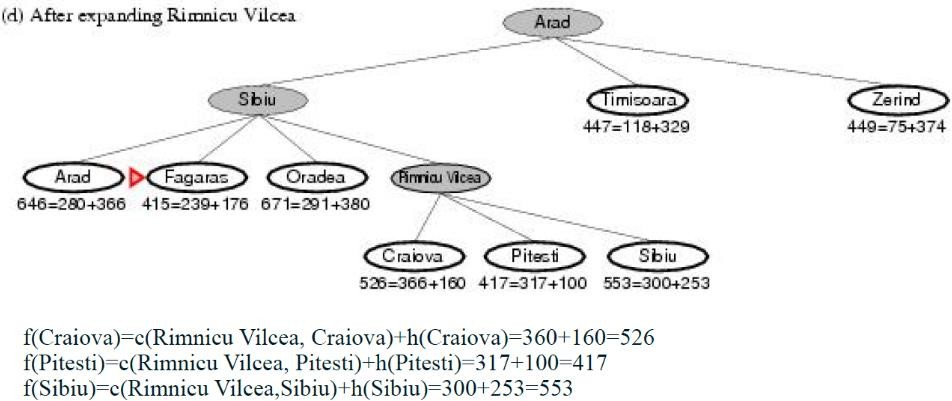 (d) After expanding Rimnicu Vilcea
Arad
Sibiu
Timisoara
Zerind
447=118+329
449=75+374
Arad
Fagaras
Oradea
Rimnicu Vilcea
646=280+366
415=239+176
671=291+380
Craiova
Pitesti
Sibiu
526=366+160
417=317+100
553=300+253
f(Craiova)=c(Rimnicu Vilcea, Craiova)+h(Craiova)=360+160=526
f(Pitesti)=c(Rimnicu Vilcea, Pitesti)+h(Pitesti)=317+100=417
f(Sibiu)=c(Rimnicu Vilcea,Sibiu)+h(Sibiu)=300+253=553